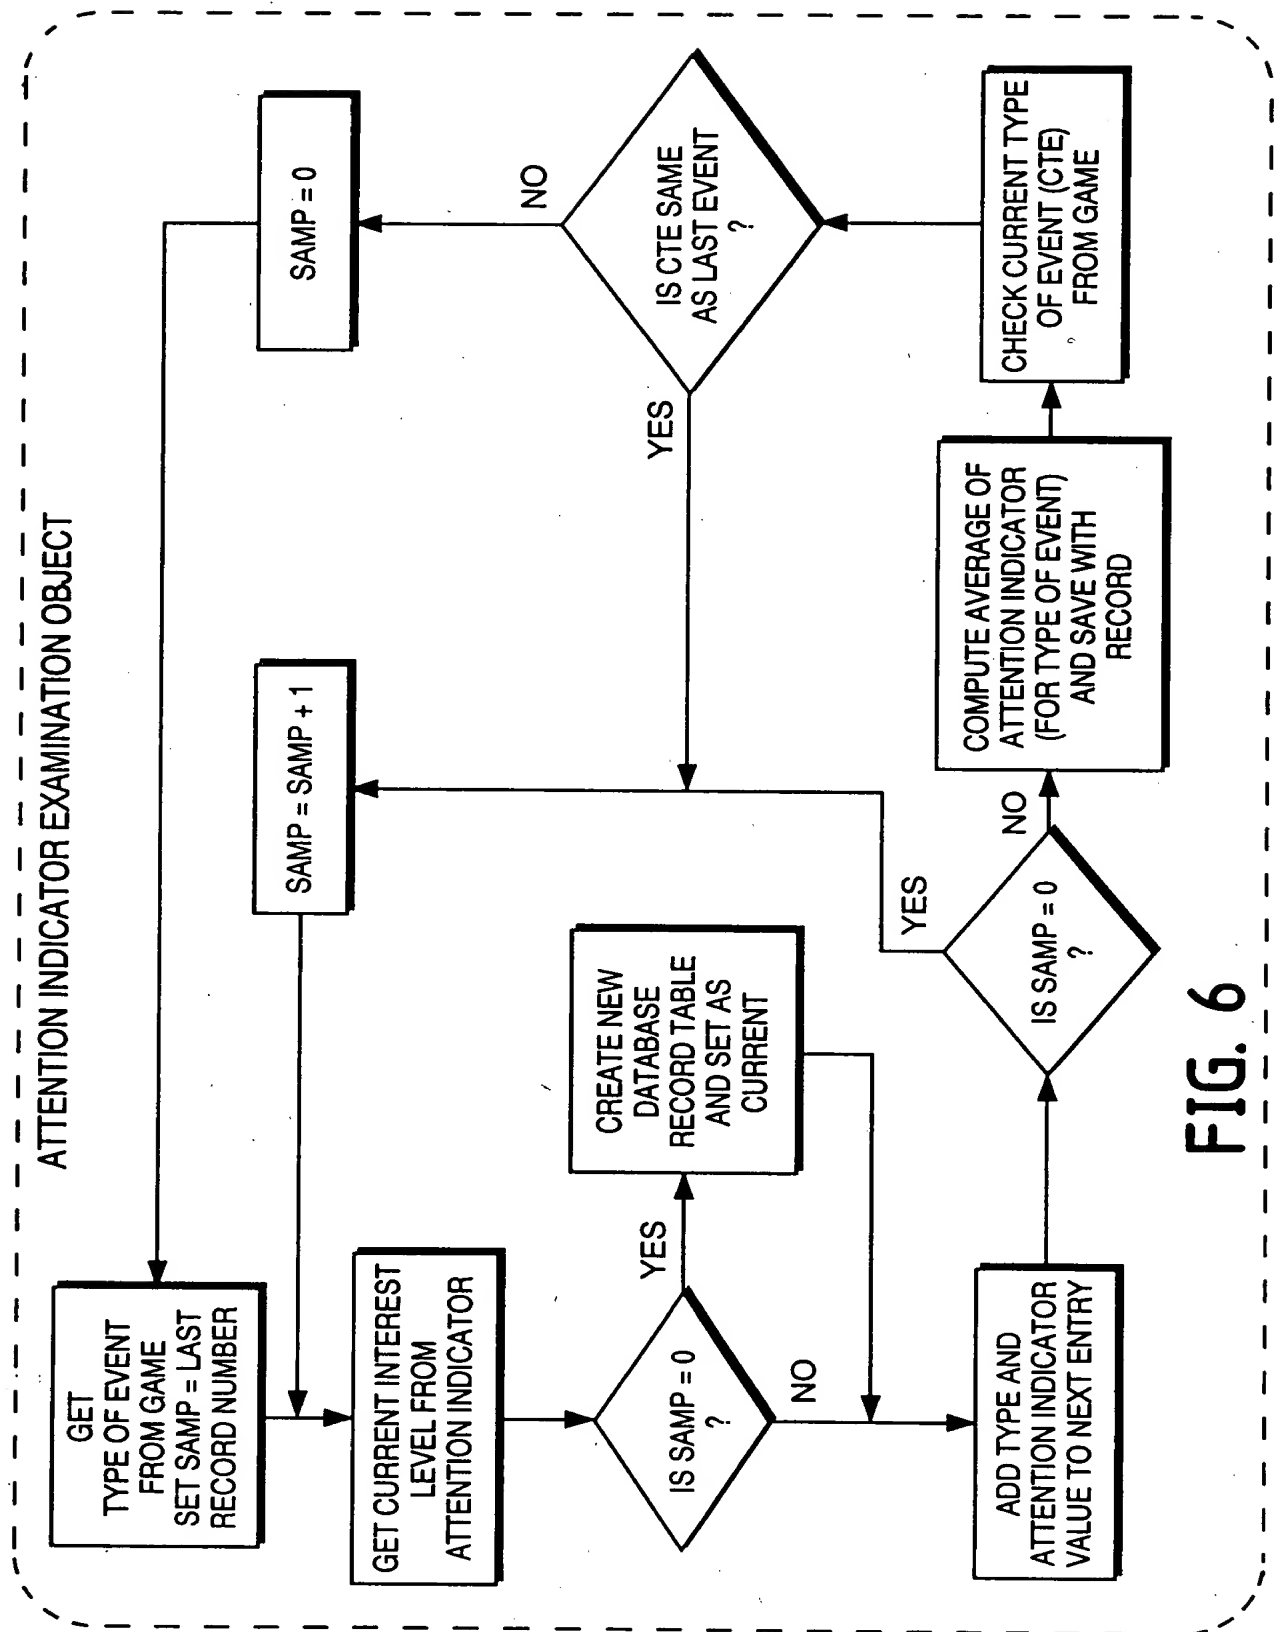 ATTENTION INDICATOR EXAMINATION OBJECT
GET
TYPE OF EVENT
FROM GAME
SET SAMP = LAST
RECORD NUMBER
SAMP = SAMP + 1
SAMP = 0
GET CURRENT INTEREST
LEVEL FROM
ATTENTION INDICATOR
IS SAMP = 0
?
YES
NO
CREATE NEW
DATABASE
RECORD TABLE
AND SET AS
CURRENT
YES
IS CTE SAME
AS LAST EVENT
?
NO
ADD TYPE AND
ATTENTION INDICATOR
VALUE TO NEXT ENTRY
IS SAMP = 0
?
YES
NO
COMPUTE AVERAGE OF
ATTENTION INDICATOR
(FOR TYPE OF EVENT)
AND SAVE WITH
RECORD
CHECK CURRENT TYPE
OF EVENT (CTE)
FROM GAME
FIG. 6